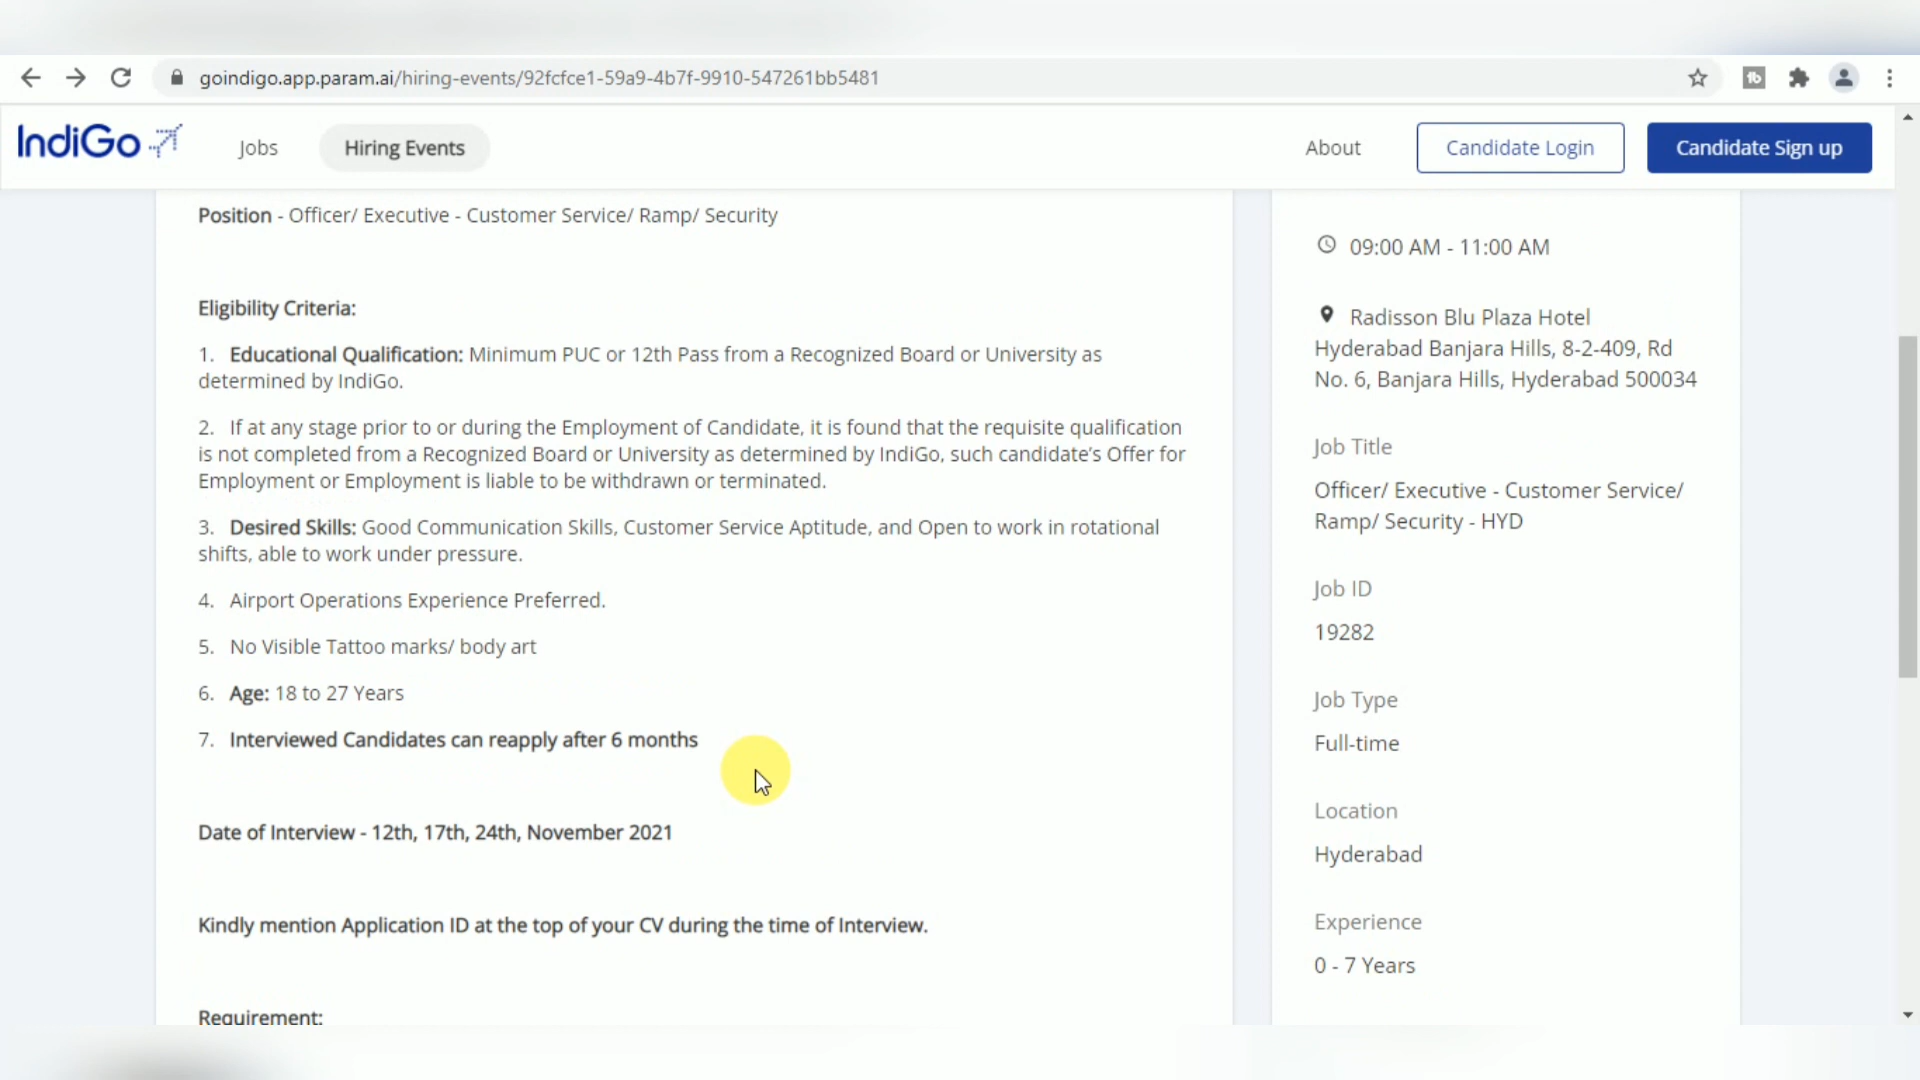 goindigo.app.param.ai/hiring-events/92fcfce1-59a9-4b7f-9910-547261bb5481
IndiGo
Jobs
Hiring Events
About
Candidate Login
Candidate Sign up
Position - Officer/ Executive - Customer Service/ Ramp/ Security
Eligibility Criteria:
1. Educational Qualification: Minimum PUC or 12th Pass from a Recognized Board or University as
determined by IndiGo.
2. If at any stage prior to or during the Employment of Candidate, it is found that the requisite qualification
is not completed from a Recognized Board or University as determined by IndiGo, such candidate's Offer for
Employment or Employment is liable to be withdrawn or terminated.
3. Desired Skills: Good Communication Skills, Customer Service Aptitude, and Open to work in rotational
shifts, able to work under pressure.
4. Airport Operations Experience Preferred.
5. No Visible Tattoo marks/ body art
6. Age: 18 to 27 Years
7. Interviewed Candidates can reapply after 6 months
Date of Interview - 12th, 17th, 24th, November 2021
Kindly mention Application ID at the top of your CV during the time of Interview.
Requirement:
09:00 AM - 11:00 AM
Radisson Blu Plaza Hotel
Hyderabad Banjara Hills, 8-2-409, Rd
No. 6, Banjara Hills, Hyderabad 500034
Job Title
Officer/ Executive - Customer Service/
Ramp/ Security - HYD
Job ID
19282
Job Type
Full-time
Location
Hyderabad
Experience
0 - 7 Years